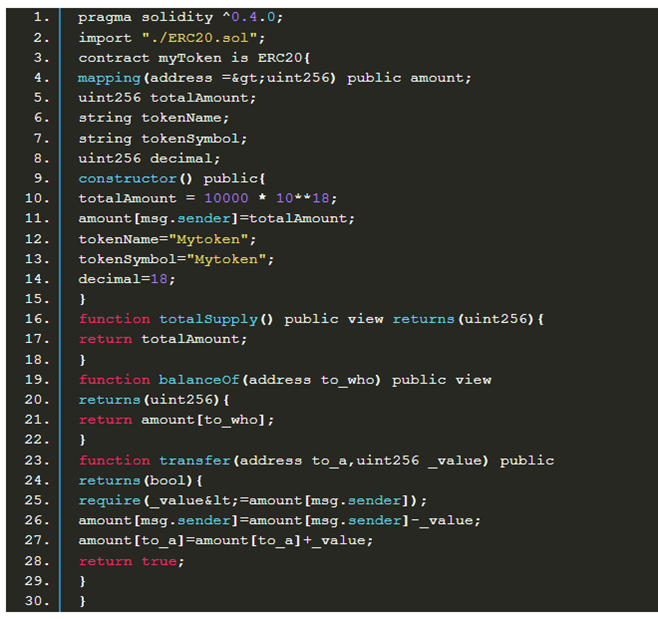 1. pragma solidity ^0.4.0;
2. import "./ERC20.sol";
3. contract myToken is ERC20{
4. mapping(address =&gt;uint256) public amount;
5. uint256 totalAmount;
6. string tokenName;
7. string tokenSymbol;
8. uint256 decimal;
9. constructor() public{
10. totalAmount = 10000 * 10**18;
11. amount[msg.sender]=totalAmount;
12. tokenName="Mytoken";
13. tokenSymbol="Mytoken";
14. decimal=18;
15. }
16. function totalSupply() public view returns(uint256){
17. return totalAmount;
18. }
19. function balanceOf(address to_who) public view
20. returns(uint256){
21. return amount[to_who];
22. }
23. function transfer(address to_a,uint256 _value) public
24. returns(bool){
25. require(_value&lt;=amount[msg.sender]);
26. amount[msg.sender]=amount[msg.sender]-_value;
27. amount[to_a]=amount[to_a]+_value;
28. return true;
29. }
30. }